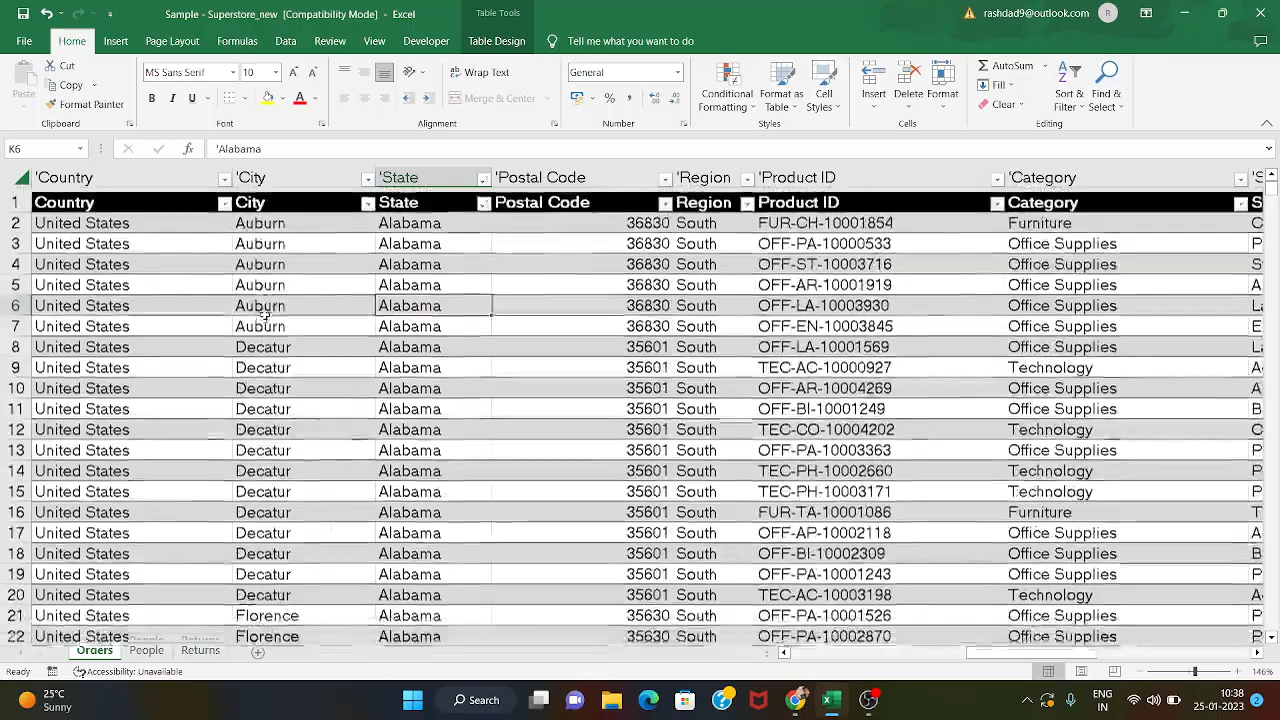 Sample - Superstore_new [Compatibility Mode] - Excel
Table Tools
rashdad9@outlook.com
R
File Home Insert Page Layout Formulas Data Review View Developer Table Design Tell me what you want to do
Paste
Cut
Copy
Format Painter
MS Sans Serif 10
B I U A
Wrap Text
Merge & Center
General
Conditional Formatting
Format as Table
Cell Styles
Insert Delete Format
AutoSum
Fill
Clear
Sort & Filter
Find & Select
Clipboard Font Alignment Number Styles Cells Editing
K6 fx 'Alabama
'Country 'City 'State 'Postal Code 'Region 'Product ID 'Category
1 Country City State Postal Code Region Product ID Category S
2 United States Auburn Alabama 36830 South FUR-CH-10001854 Furniture C
3 United States Auburn Alabama 36830 South OFF-PA-10000533 Office Supplies P
4 United States Auburn Alabama 36830 South OFF-ST-10003716 Office Supplies S
5 United States Auburn Alabama 36830 South OFF-AR-10001919 Office Supplies A
6 United States Auburn Alabama 36830 South OFF-LA-10003930 Office Supplies La
7 United States Auburn Alabama 36830 South OFF-EN-10003845 Office Supplies E
8 United States Decatur Alabama 35601 South OFF-LA-10001569 Office Supplies La
9 United States Decatur Alabama 35601 South TEC-AC-10000927 Technology A
10 United States Decatur Alabama 35601 South OFF-AR-10004269 Office Supplies A
11 United States Decatur Alabama 35601 South OFF-BI-10001249 Office Supplies B
12 United States Decatur Alabama 35601 South TEC-CO-10004202 Technology C
13 United States Decatur Alabama 35601 South OFF-PA-10003363 Office Supplies P
14 United States Decatur Alabama 35601 South TEC-PH-10002660 Technology P
15 United States Decatur Alabama 35601 South TEC-PH-10003171 Technology P
16 United States Decatur Alabama 35601 South FUR-TA-10001086 Furniture T
17 United States Decatur Alabama 35601 South OFF-AP-10002118 Office Supplies A
18 United States Decatur Alabama 35601 South OFF-BI-10002309 Office Supplies B
19 United States Decatur Alabama 35601 South OFF-PA-10001243 Office Supplies P
20 United States Decatur Alabama 35601 South TEC-AC-10003198 Technology A
21 United States Florence Alabama 35630 South OFF-PA-10001526 Office Supplies P
22 United States Florence Alabama 35630 South OFF-PA-10002870 Office Supplies P
Orders People Returns
Ready Accessibility: Unavailable 146%
25°C
Sunny
Search
ENG
IN
10:38
25-01-2023
2